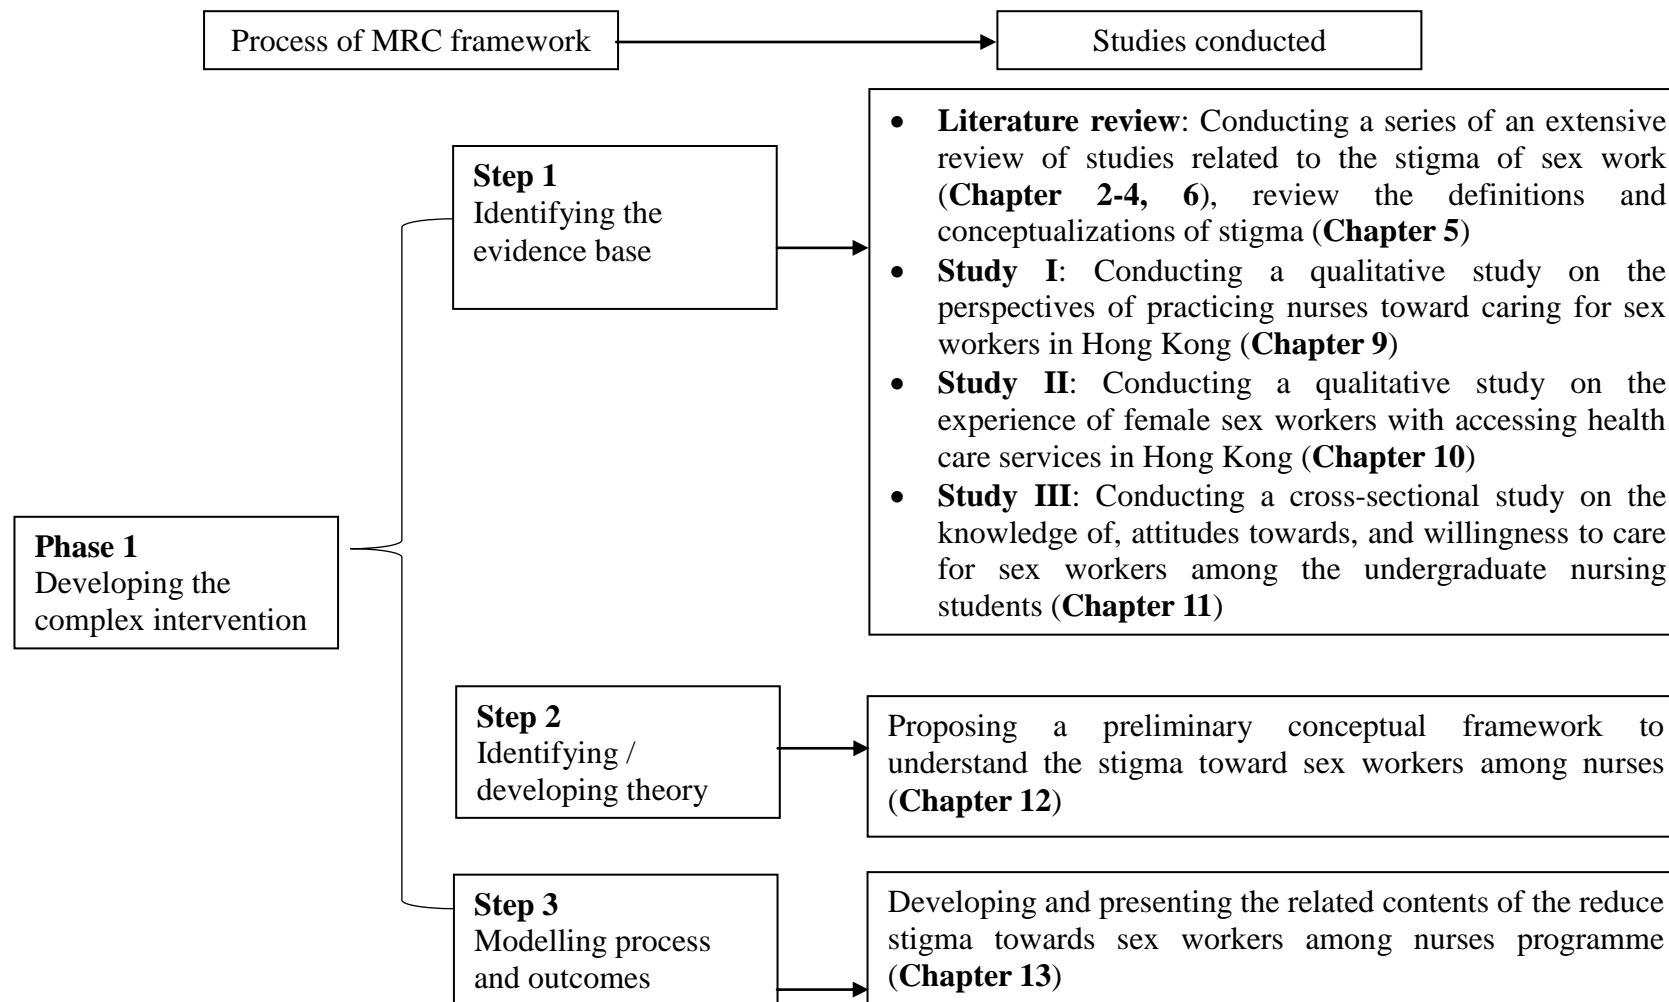 Process of MRC framework
Studies conducted
Step 1
Identifying the
evidence base
• Literature review: Conducting a series of an extensive
review of studies related to the stigma of sex work
(Chapter 2-4, 6), review the definitions and
conceptualizations of stigma (Chapter 5)
• Study I: Conducting a qualitative study on the
perspectives of practicing nurses toward caring for sex
workers in Hong Kong (Chapter 9)
• Study II: Conducting a qualitative study on the
experience of female sex workers with accessing health
care services in Hong Kong (Chapter 10)
• Study III: Conducting a cross-sectional study on the
knowledge of, attitudes towards, and willingness to care
for sex workers among the undergraduate nursing
students (Chapter 11)
Phase 1
Developing the
complex intervention
Step 2
Identifying /
developing theory
Proposing a preliminary conceptual framework to
understand the stigma toward sex workers among nurses
(Chapter 12)
Step 3
Modelling process
and outcomes
Developing and presenting the related contents of the reduce
stigma towards sex workers among nurses programme
(Chapter 13)